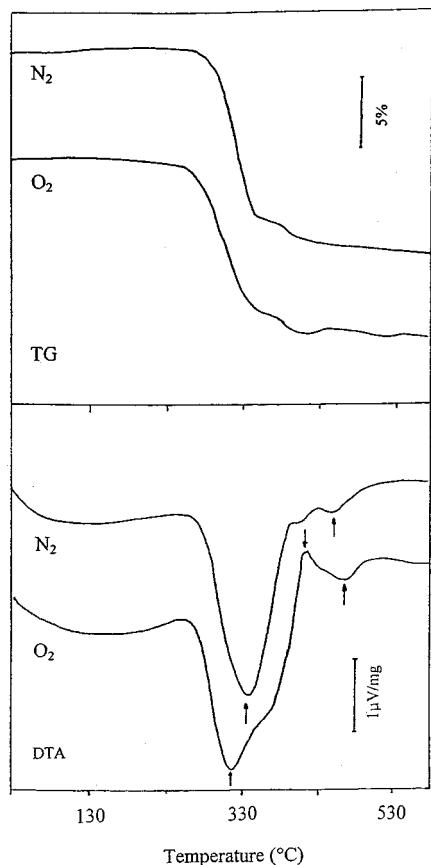 N2
5%
O2
TG
N2
O2
1μV/mg
DTA
130
330
530
Temperature (°C)